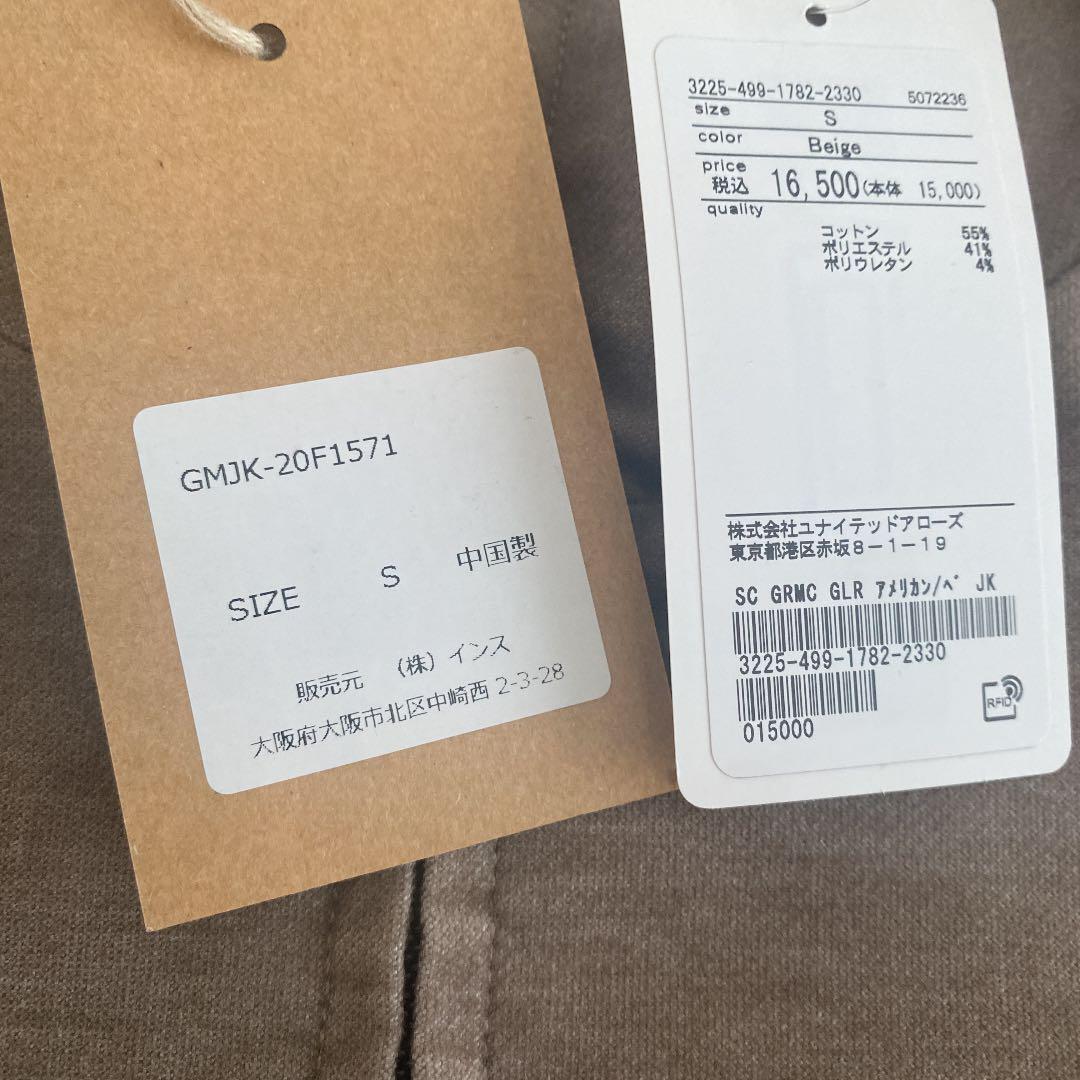 GMJK-20F1571
SIZE S 中国製
販売元 (株)インス
大阪府大阪市北区中崎西 2-3-28
3225-499-1782-2330 5072236
size S
color Beige
price
税込 16,500(本体 15,000)
quality
コットン 55%
ポリエステル 41%
ポリウレタン 4%
株式会社ユナイテッドアローズ
東京都港区赤坂8-1-19
SC GRMC GLR アメリカン/ベ JK
3225-499-1782-2330
015000
RFID